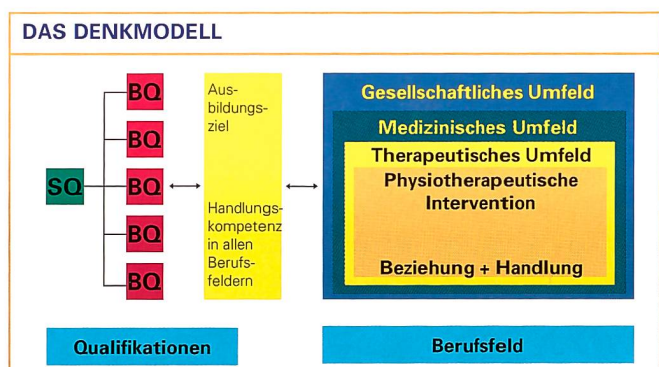 DAS DENKMODELL
SQ
BQ
BQ
BQ
BQ
BQ
Aus-
bildungs-
ziel
Handlungs-
kompetenz
in allen
Berufs-
feldern
Gesellschaftliches Umfeld
Medizinisches Umfeld
Therapeutisches Umfeld
Physiotherapeutische
Intervention
Beziehung + Handlung
Qualifikationen
Berufsfeld